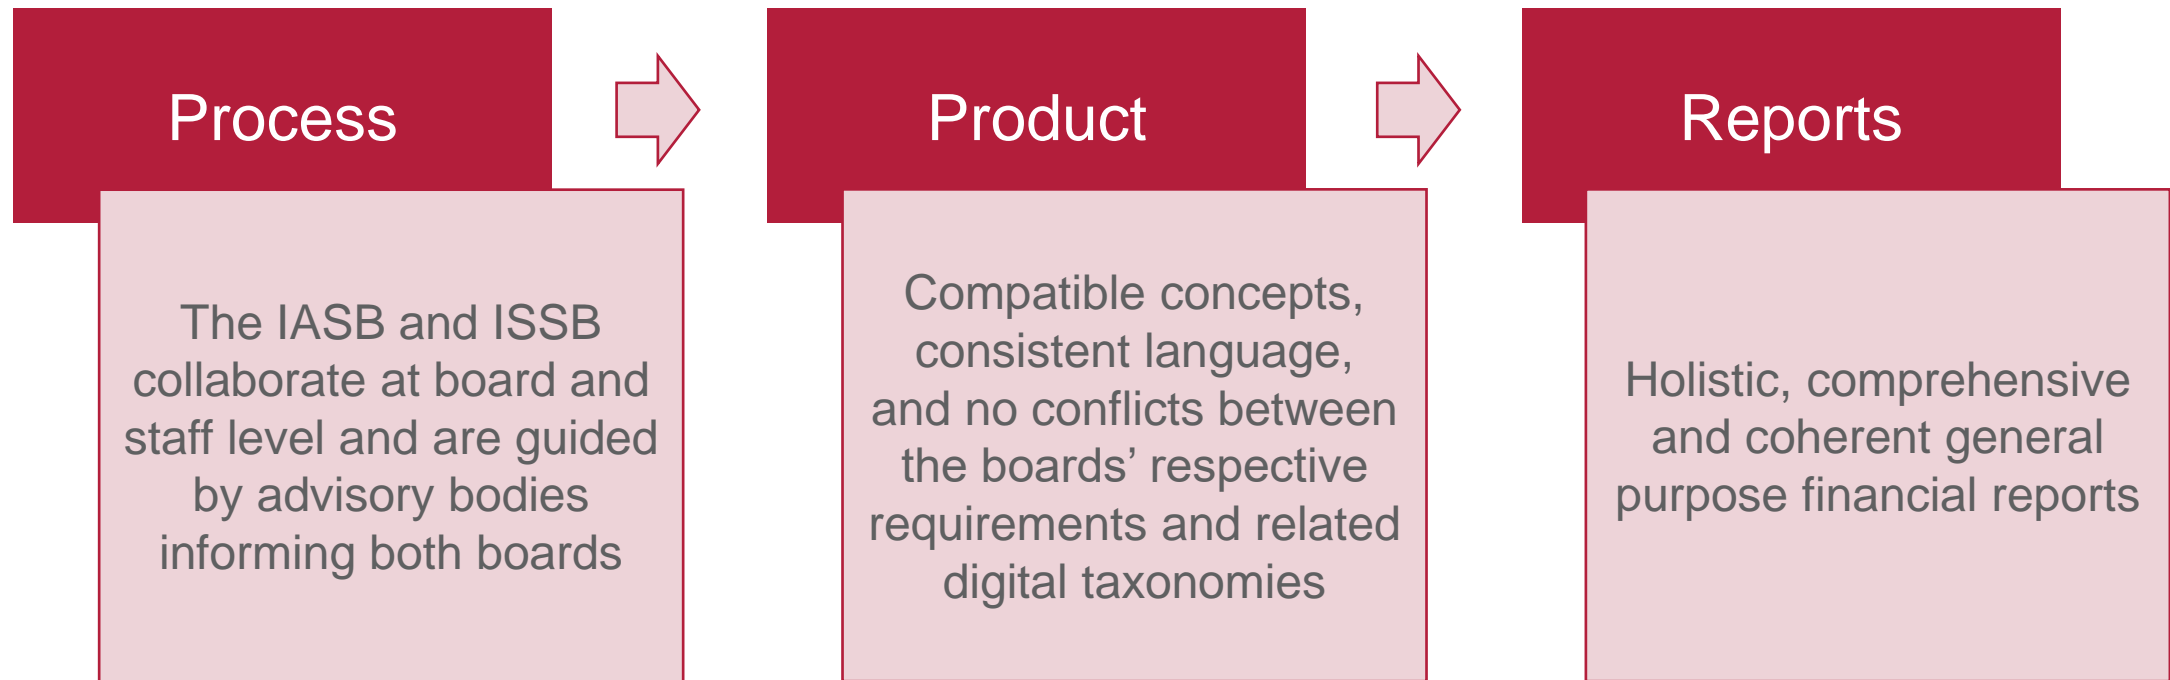 Process
The IASB and ISSB
collaborate at board and
staff level and are guided
by advisory bodies
informing both boards
Product
Compatible concepts,
consistent language,
and no conflicts between
the boards’ respective
requirements and related
digital taxonomies
Reports
Holistic, comprehensive
and coherent general
purpose financial reports